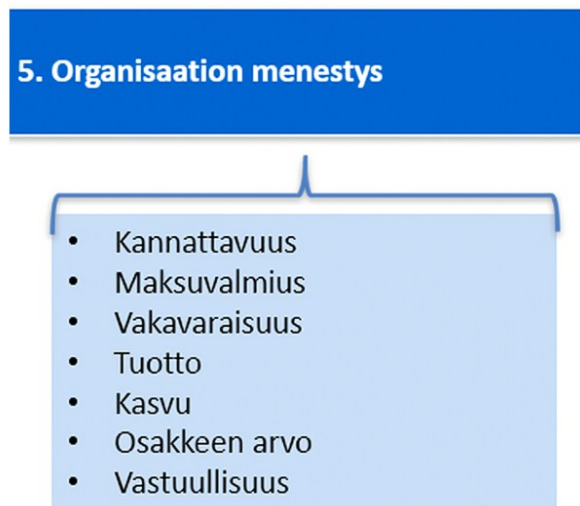 5. Organisaation menestys
• Kannattavuus
• Maksuvalmius
• Vakavaraisuus
• Tuotto
• Kasvu
• Osakkeen arvo
• Vastuullisuus